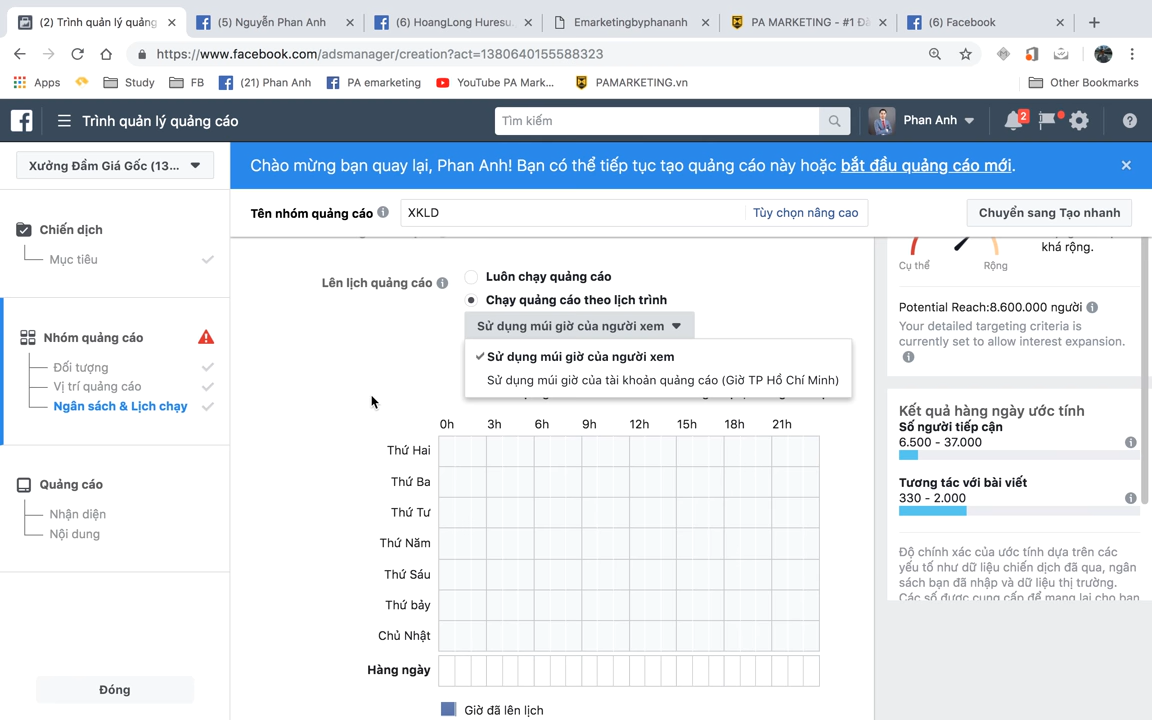 (2) Trình quản lý quảng
(5) Nguyễn Phan Anh
(6) HoangLong Huresu
Emarketingbyphananh
PA MARKETING - #1 Đà
(6) Facebook
https://www.facebook.com/adsmanager/creation?act=1380640155588323
Apps
Study
FB
(21) Phan Anh
PA emarketing
YouTube PA Mark...
PAMARKETING.vn
Other Bookmarks
Trình quản lý quảng cáo
Tìm kiếm
Phan Anh
2
Xưởng Đầm Giá Gốc (13...
Chào mừng bạn quay lại, Phan Anh! Bạn có thể tiếp tục tạo quảng cáo này hoặc bắt đầu quảng cáo mới.
Tên nhóm quảng cáo
XKLD
Tùy chọn nâng cao
Chuyển sang Tạo nhanh
Chiến dịch
Mục tiêu
Nhóm quảng cáo
Đối tượng
Vị trí quảng cáo
Ngân sách & Lịch chạy
Quảng cáo
Nhận diện
Nội dung
Đóng
Lên lịch quảng cáo
Luôn chạy quảng cáo
Chạy quảng cáo theo lịch trình
Sử dụng múi giờ của người xem
Sử dụng múi giờ của người xem
Sử dụng múi giờ của tài khoản quảng cáo (Giờ TP Hồ Chí Minh)
0h 3h 6h 9h 12h 15h 18h 21h
Thứ Hai
Thứ Ba
Thứ Tư
Thứ Năm
Thứ Sáu
Thứ bảy
Chủ Nhật
Hàng ngày
Giờ đã lên lịch
khá rộng.
Cụ thể
Rộng
Potential Reach:8.600.000 người
Your detailed targeting criteria is
currently set to allow interest expansion.
Kết quả hàng ngày ước tính
Số người tiếp cận
6.500 - 37.000
Tương tác với bài viết
330 - 2.000
Độ chính xác của ước tính dựa trên các
yếu tố như dữ liệu chiến dịch đã qua, ngân
sách bạn đã nhập và dữ liệu thị trường.
Các số được cung cấp để mang lại cho bạn